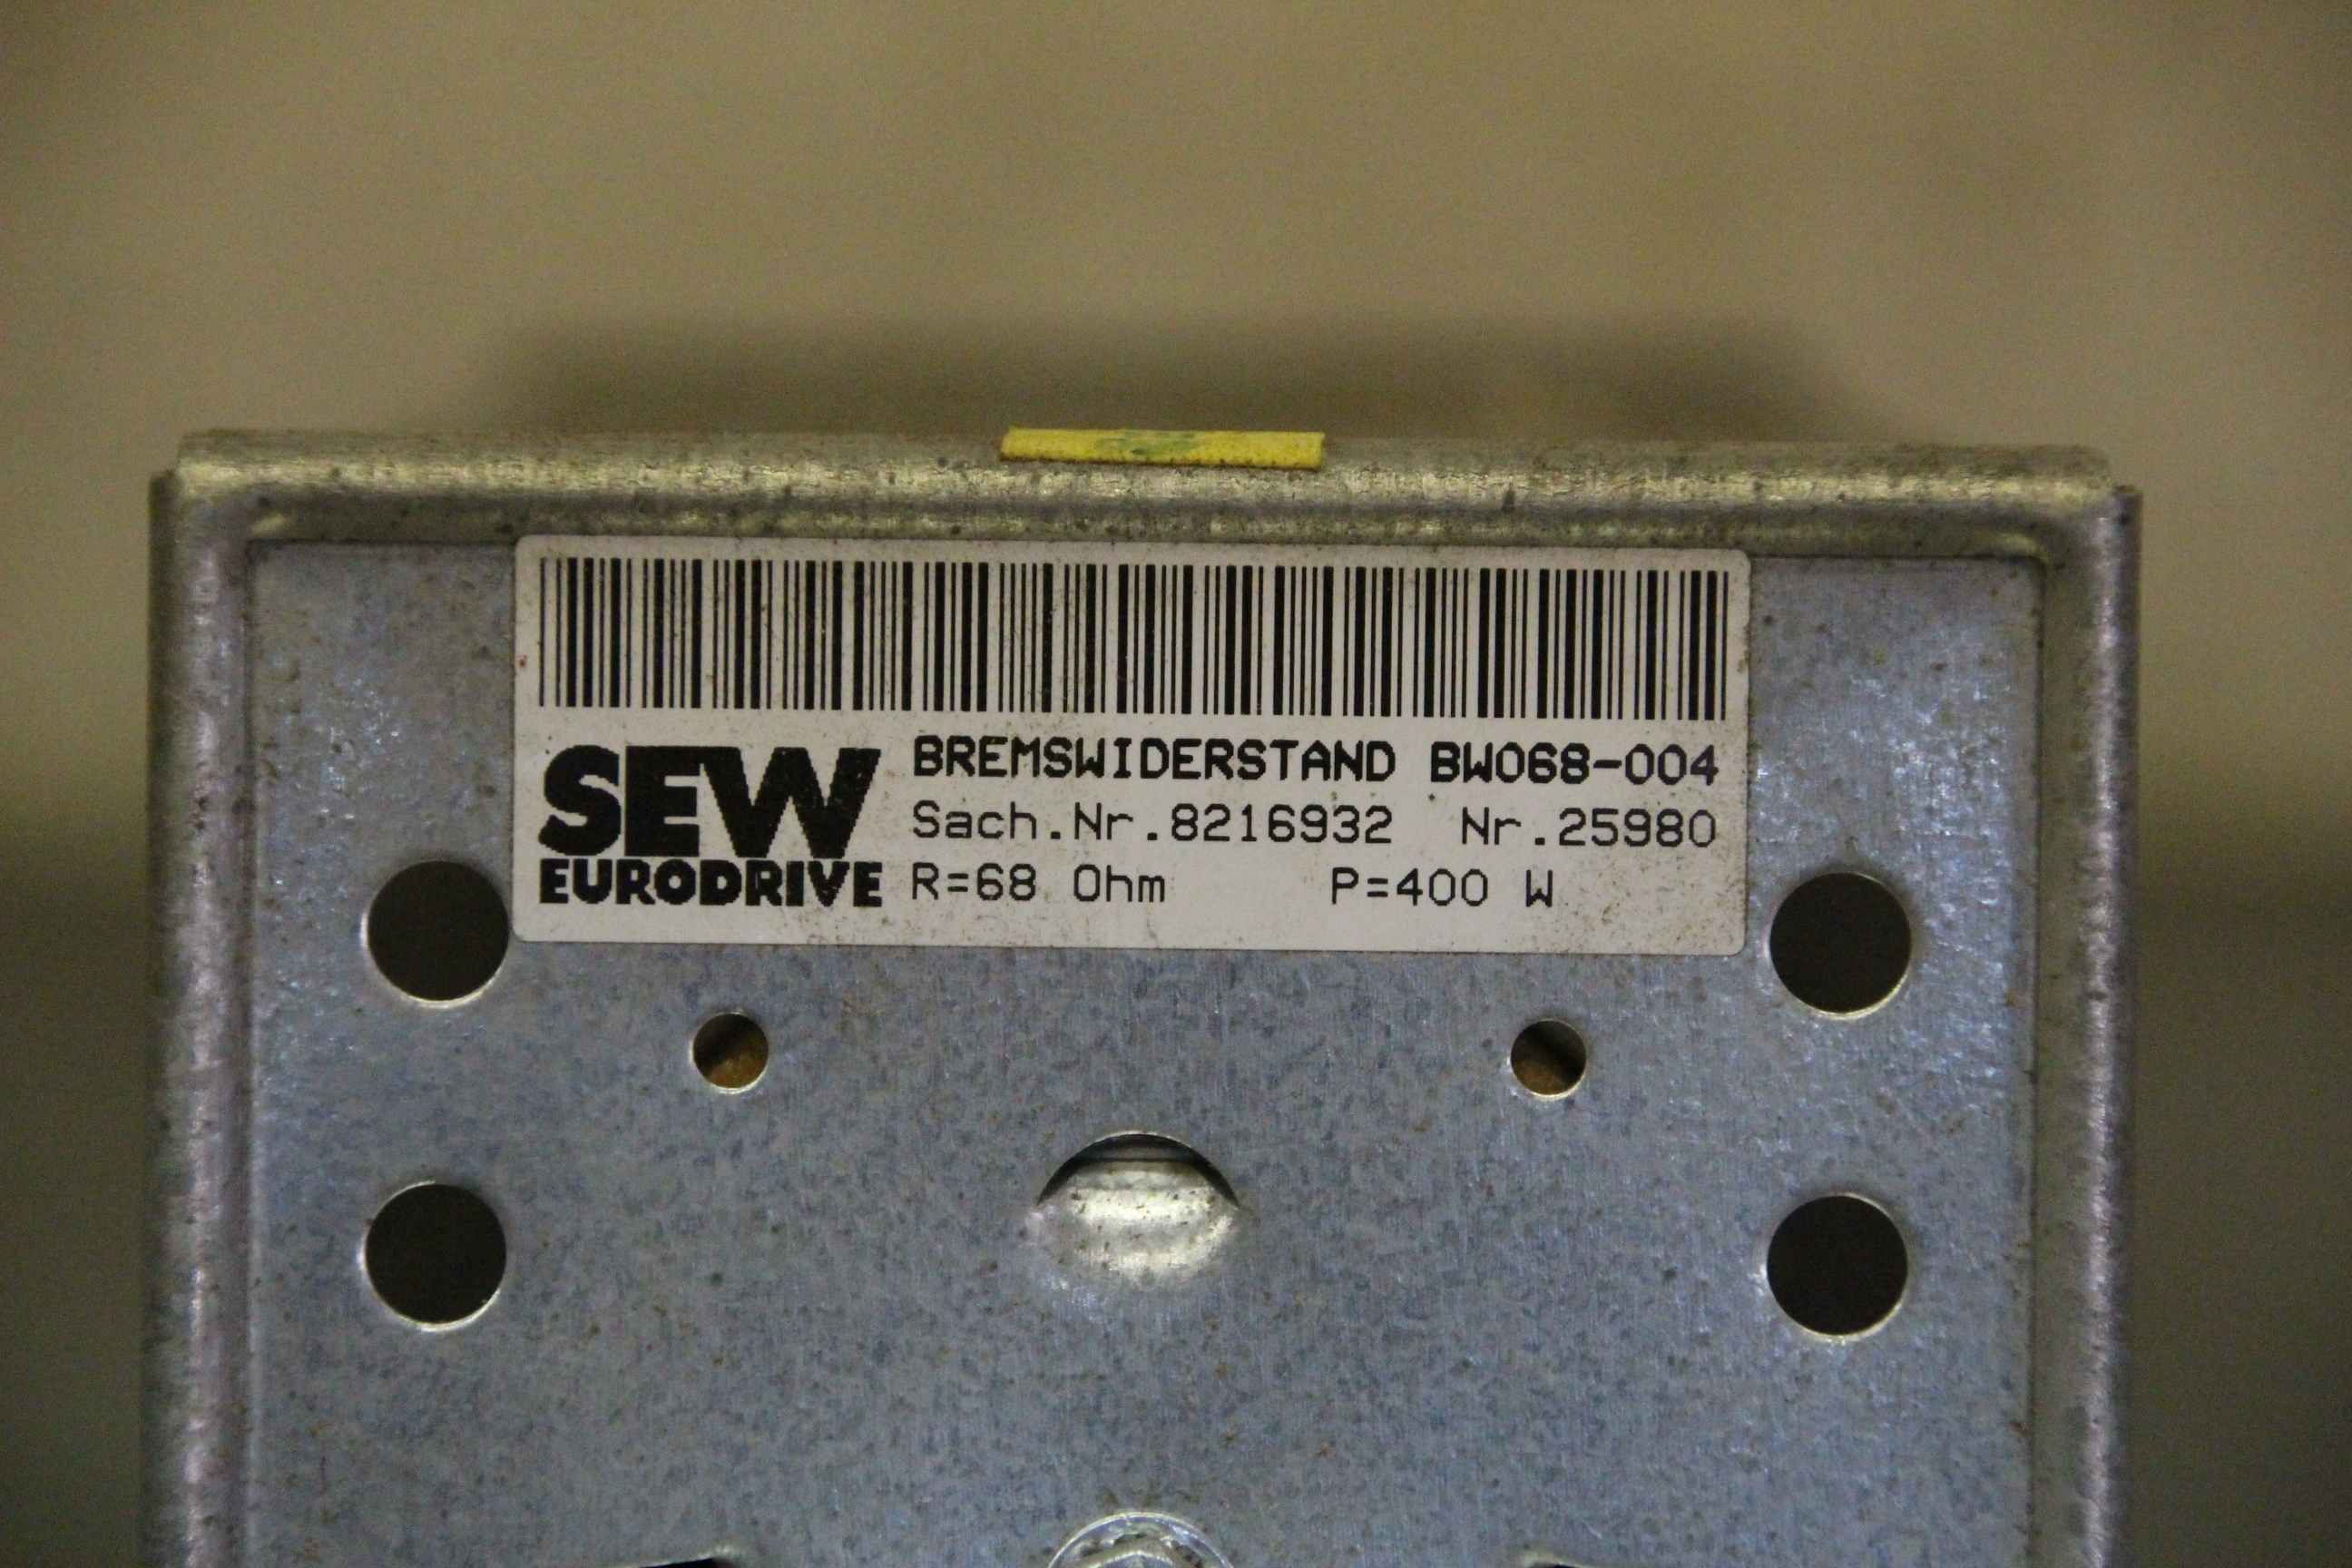 SEW
EURODRIVE
BREMSWIDERSTAND BW068-004
Sach.Nr.8216932 Nr.25980
R=68 Ohm P=400 W